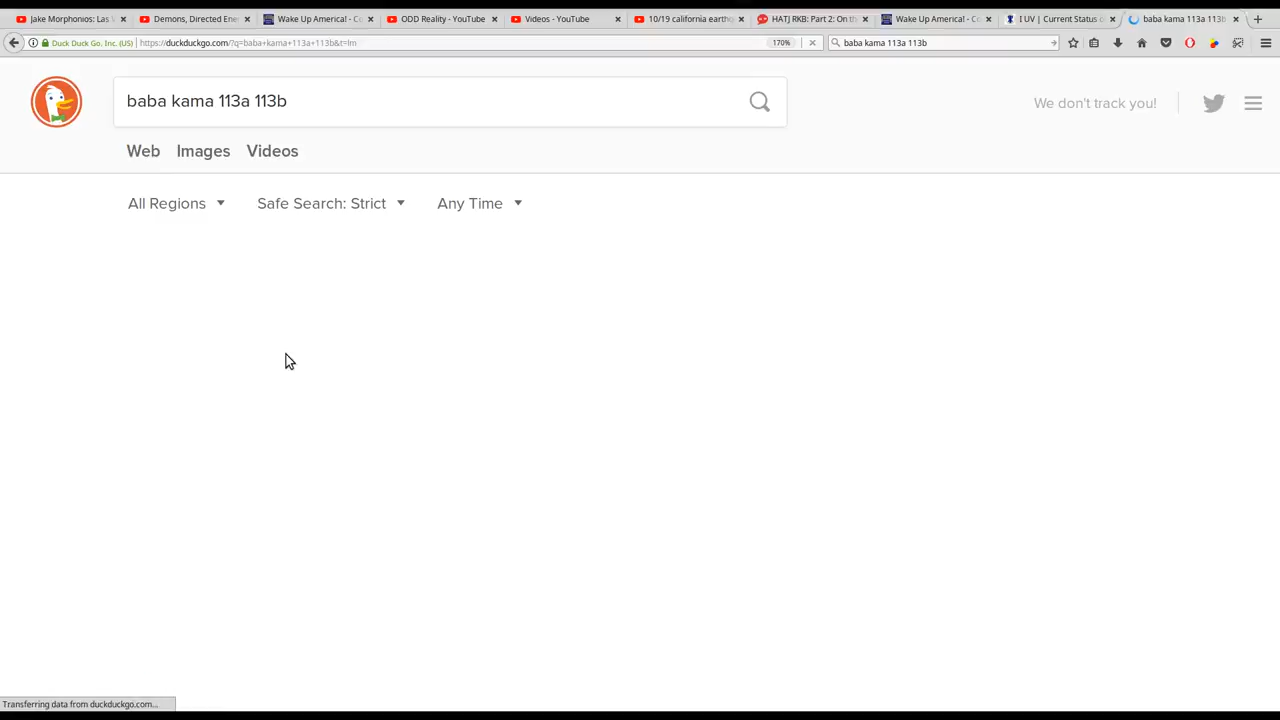 Jake Morphonios: Las V
Demons, Directed Ene
Wake Up America! - Co
ODD Reality - YouTube
Videos - YouTube
10/19 california earthq
HATJ RKB: Part 2: On th
Wake Up America! - Co
I UV | Current Status o
baba kama 113a 113b
Duck Duck Go, Inc. (US)
https://duckduckgo.com/?q=baba+kama+113a+113b&t=lm
170%
baba kama 113a 113b
baba kama 113a 113b
We don't track you!
Web Images Videos
All Regions Safe Search: Strict Any Time
Transferring data from duckduckgo.com...